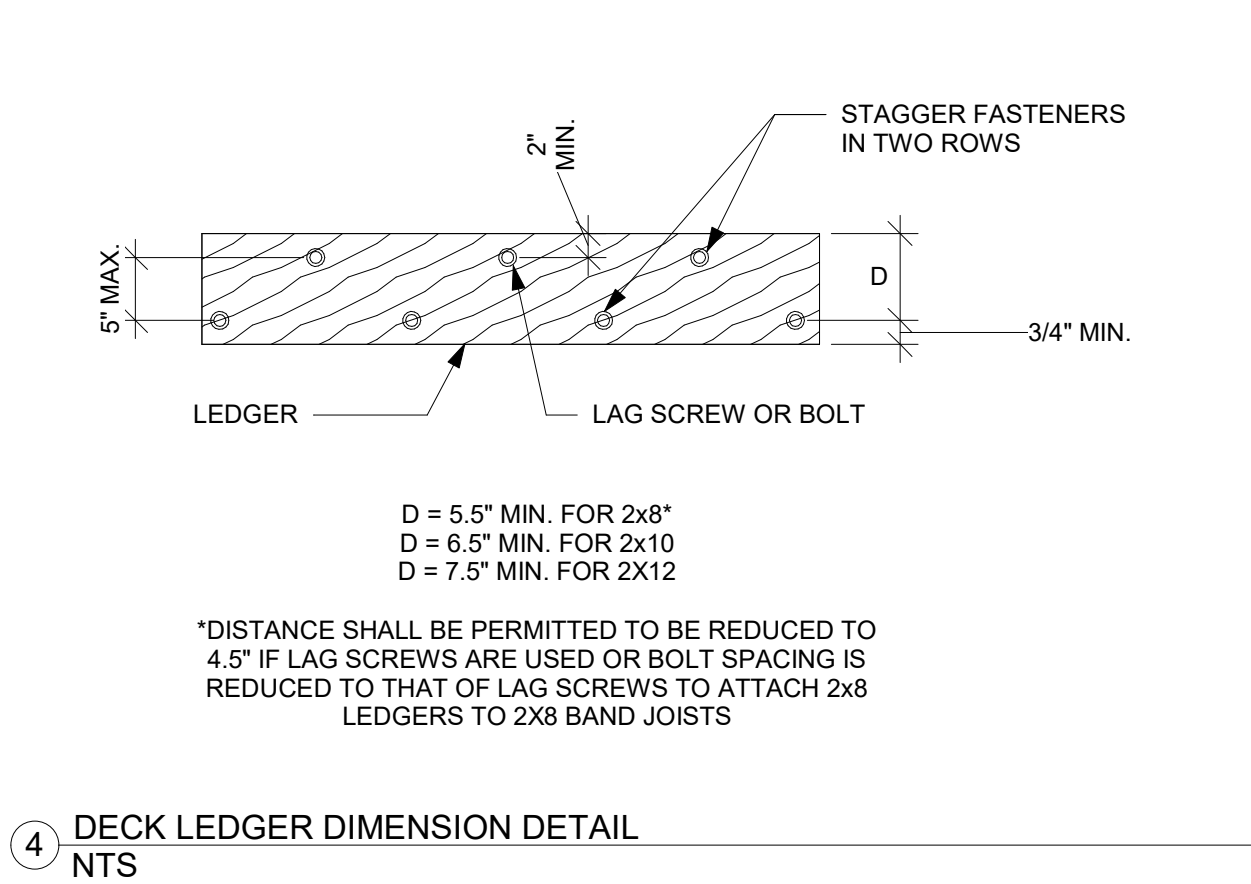 STAGGER FASTENERS
IN TWO ROWS
2"
MIN.
5" MAX.
D
3/4" MIN.
LEDGER
LAG SCREW OR BOLT
D = 5.5" MIN. FOR 2x8*
D = 6.5" MIN. FOR 2x10
D = 7.5" MIN. FOR 2X12
*DISTANCE SHALL BE PERMITTED TO BE REDUCED TO
4.5" IF LAG SCREWS ARE USED OR BOLT SPACING IS
REDUCED TO THAT OF LAG SCREWS TO ATTACH 2x8
LEDGERS TO 2X8 BAND JOISTS
4
DECK LEDGER DIMENSION DETAIL
NTS